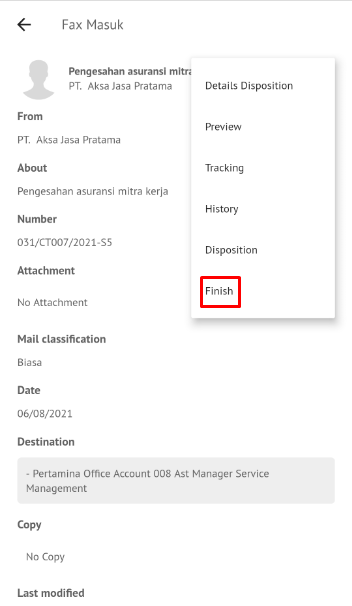 Fax Masuk
Pengesahan asuransi mitra
PT. Aksa Jasa Pratama
From
PT. Aksa Jasa Pratama
About
Pengesahan asuransi mitra kerja
Number
031/CT007/2021-S5
Attachment
No Attachment
Mail classification
Biasa
Date
06/08/2021
Destination
- Pertamina Office Account 008 Ast Manager Service
Management
Copy
No Copy
Last modified
Details Disposition
Preview
Tracking
History
Disposition
Finish